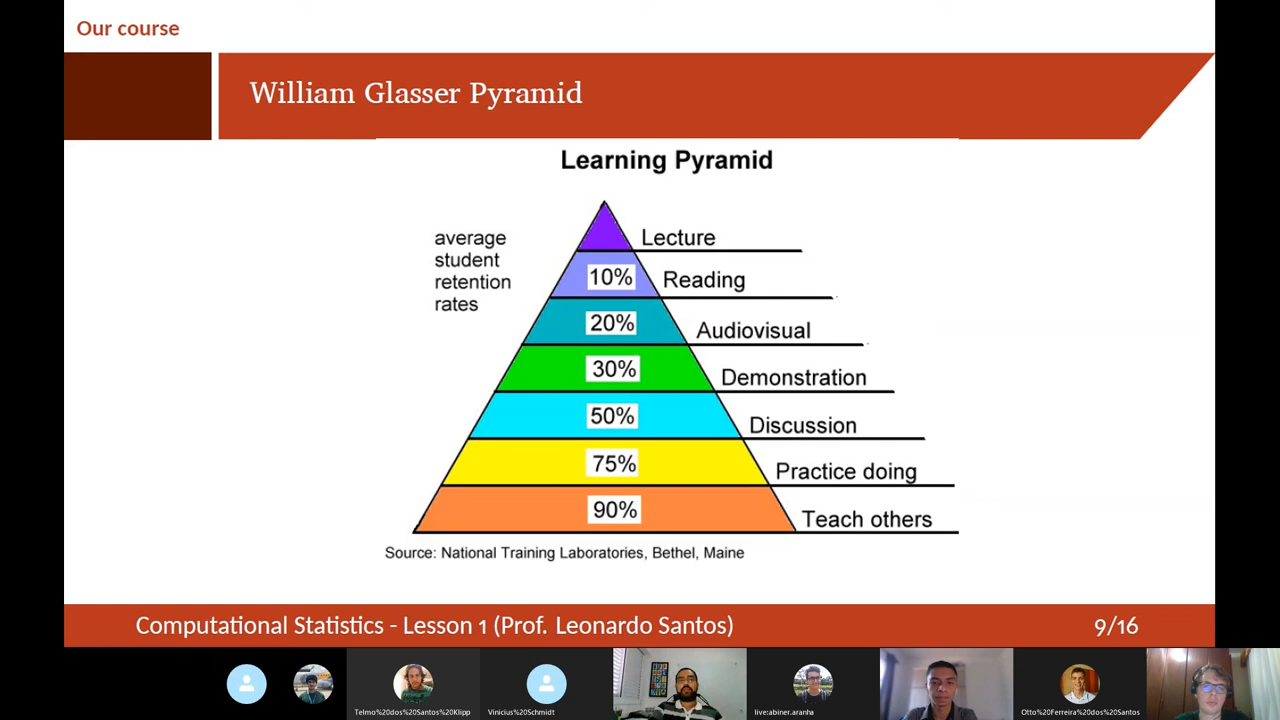 Our course
William Glasser Pyramid
Learning Pyramid
average
student
retention
rates
Lecture
10%
Reading
20%
Audiovisual
30%
Demonstration
50%
Discussion
75%
Practice doing
90%
Teach others
Source: National Training Laboratories, Bethel, Maine
Computational Statistics - Lesson 1 (Prof. Leonardo Santos)
9/16
Telmo%20dos%20Santos%20Klipp
Vinicius%20Schmidt
live:abiner.aranha
Otto%20Ferreira%20dos%20Santos